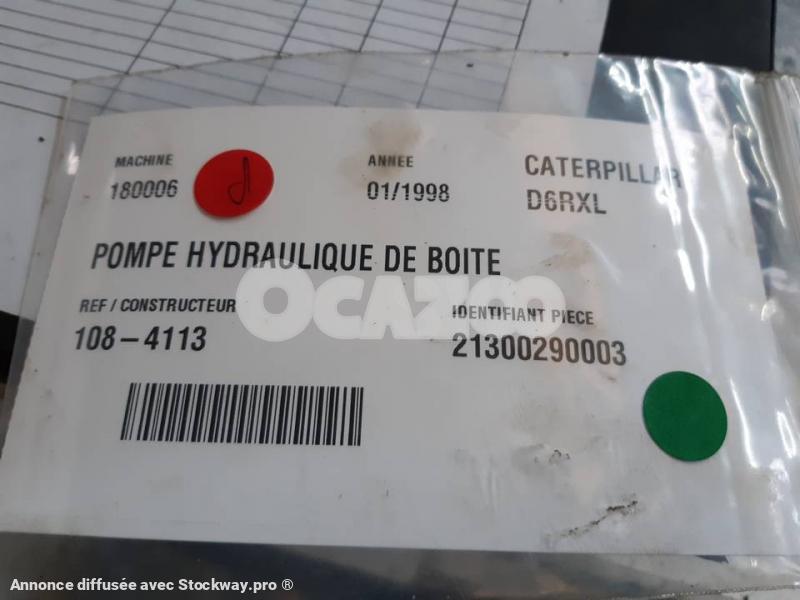 MACHINE
180006
ANNEE
01/1998
CATERPILLAR
D6RXL
POMPE HYDRAULIQUE DE BOITE
REF / CONSTRUCTEUR
108-4113
IDENTIFIANT PIECE
21300290003
OCAZOO
Annonce diffusée avec Stockway.pro ®